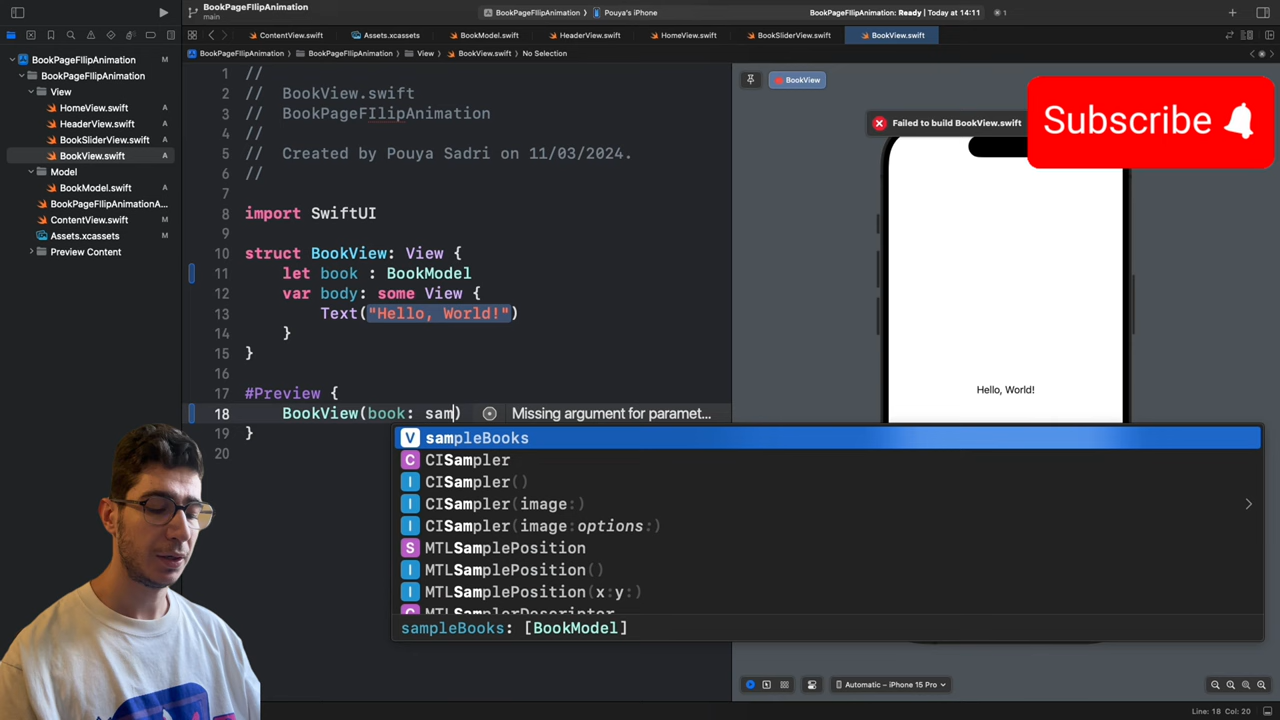 BookPageFlipAnimation
main
BookPageFlipAnimation
Pouya's iPhone
BookPageFlipAnimation: Ready | Today at 14:11
1
ContentView.swift
Assets.xcassets
BookModel.swift
HeaderView.swift
HomeView.swift
BookSliderView.swift
BookView.swift
BookPageFlipAnimation
BookPageFlipAnimation
View
BookView.swift
No Selection
BookPageFlipAnimation
BookPageFlipAnimation
View
HomeView.swift A
HeaderView.swift A
BookSliderView.swift A
BookView.swift A
Model
BookModel.swift A
BookPageFlipAnimationA... A
ContentView.swift M
Assets.xcassets M
Preview Content
1 //
2 // BookView.swift
3 // BookPageFIlipAnimation
4 //
5 // Created by Pouya Sadri on 11/03/2024.
6 //
7
8 import SwiftUI
9
10 struct BookView: View {
11 let book : BookModel
12 var body: some View {
13 Text("Hello, World!")
14 }
15 }
16
17 #Preview {
18 BookView(book: sam) Missing argument for paramet...
19 }
20
V sampleBooks
C CISampler
I CISampler()
I CISampler(image:)
I CISampler(image:options:)
S MTLSamplePosition
I MTLSamplePosition()
I MTLSamplePosition(x:y:)
C MTLSamplerDescriptor
sampleBooks: [BookModel]
BookView
Failed to build BookView.swift
Subscribe
Hello, World!
Automatic – iPhone 15 Pro
Line: 18 Col: 20